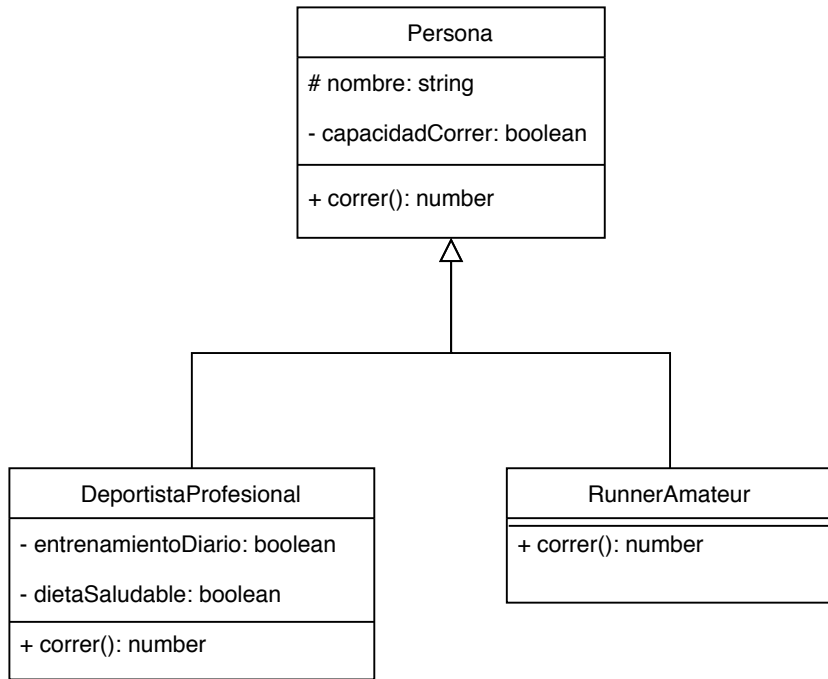 Persona
# nombre: string
- capacidadCorrer: boolean
+ correr(): number
DeportistaProfesional
- entrenamientoDiario: boolean
- dietaSaludable: boolean
+ correr(): number
RunnerAmateur
+ correr(): number